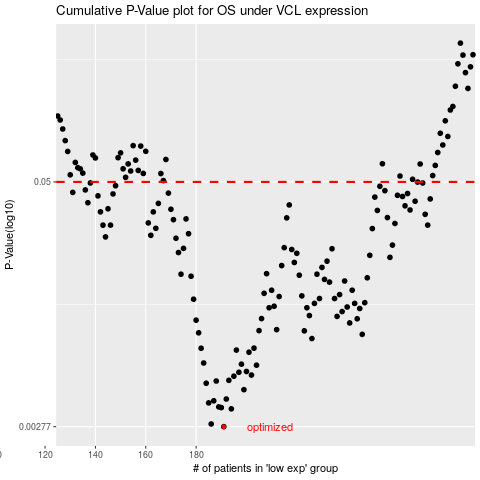 Cumulative P-Value plot for OS under VCL expression
P-Value(log10)
0.05
0.00277
optimized
0 120 140 160 180
# of patients in 'low exp' group